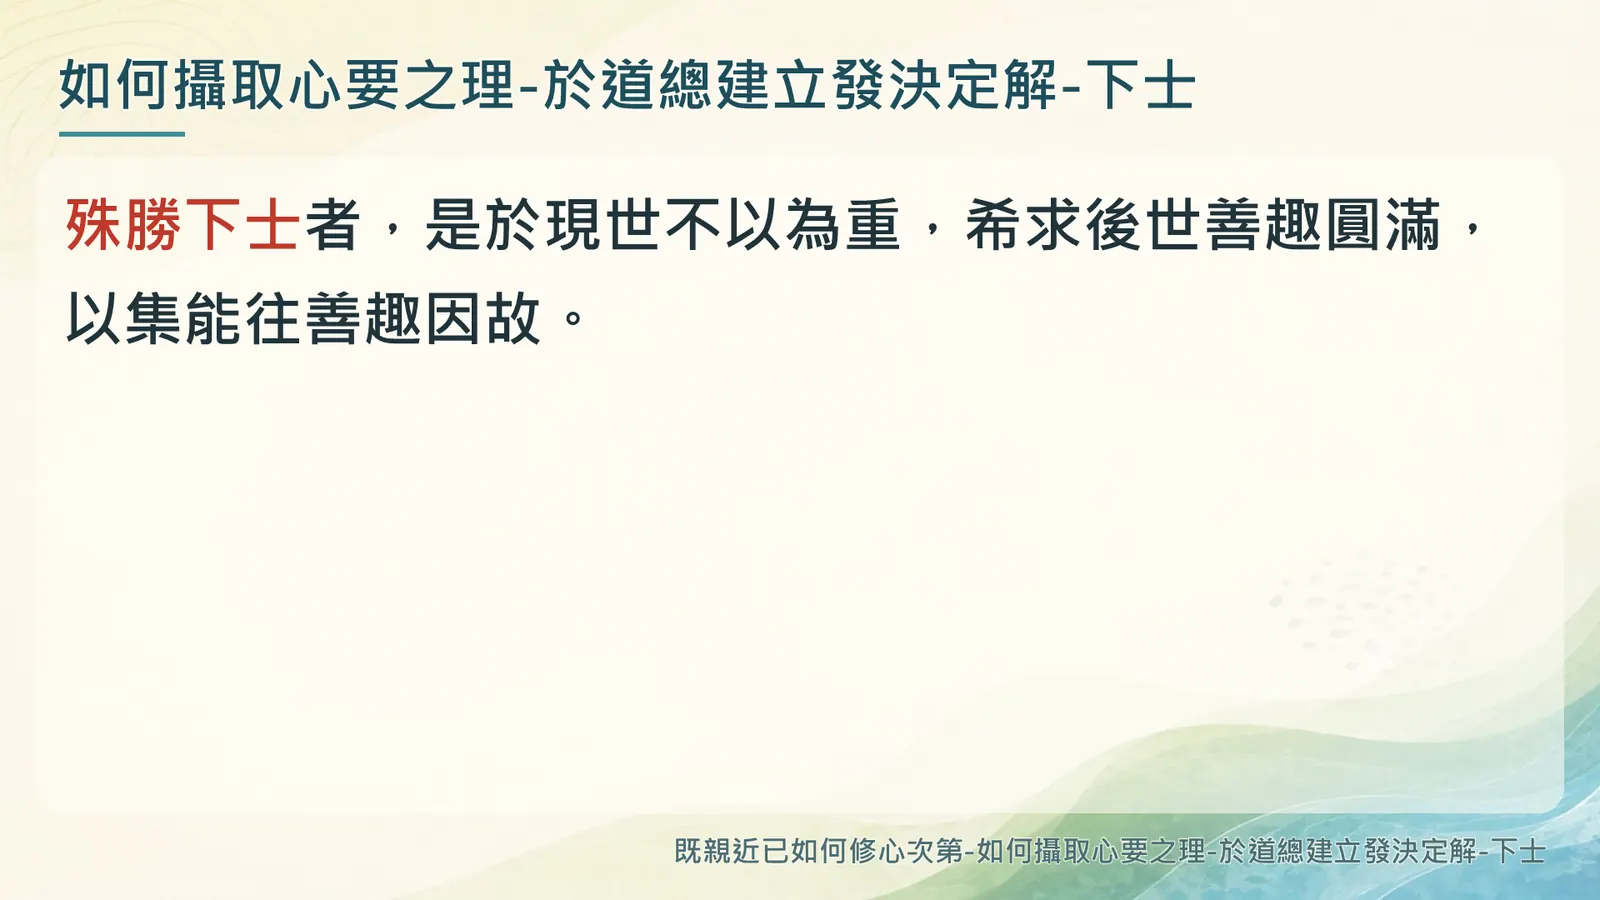 如何攝取心要之理-於道總建立發決定解-下士
殊勝下士者，是於現世不以為重，希求後世善趣圓滿，
以集能往善趣因故。
既親近已如何修心次第-如何攝取心要之理-於道總建立發決定解-下士